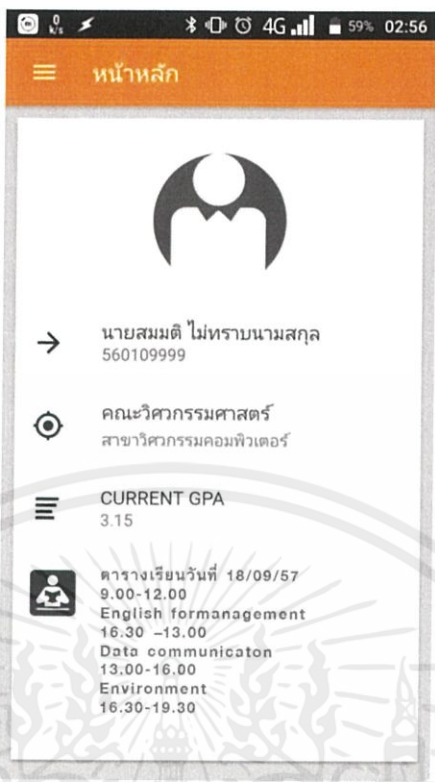 0
k/s
4G
59% 02:56
หน้าหลัก
นายสมมติ ไม่ทราบนามสกุล
560109999
คณะวิศวกรรมศาสตร์
สาขาวิศวกรรมคอมพิวเตอร์
CURRENT GPA
3.15
ตารางเรียนวันที่ 18/09/57
9.00-12.00
English formanagement
16.30 –13.00
Data communicaton
13.00-16.00
Environment
16.30-19.30